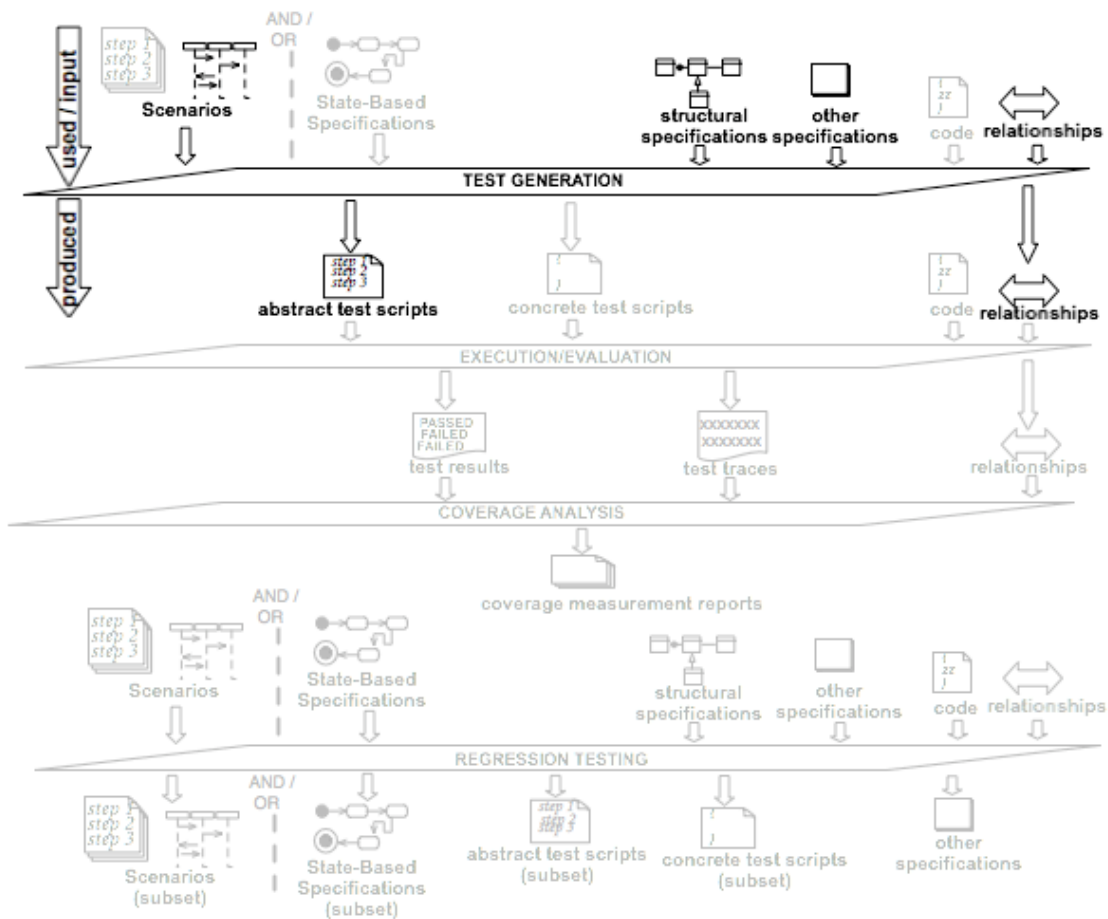 used / input
step 1
step 2
step 3
Scenarios
AND /
OR
State-Based
Specifications
structural
specifications
other
specifications
{
zz
}
code
relationships
TEST GENERATION
produced
step 1
step 2
step 3
abstract test scripts
!
}
concrete test scripts
{
zz
}
code
relationships
EXECUTION/EVALUATION
PASSED
FAILED
FAILED
test results
XXXXXXX
XXXXXXX
test traces
relationships
COVERAGE ANALYSIS
coverage measurement reports
step 1
step 2
step 3
Scenarios
AND /
OR
State-Based
Specifications
structural
specifications
other
specifications
{
zz
}
code
relationships
REGRESSION TESTING
step 1
step 2
step 3
Scenarios
(subset)
AND /
OR
State-Based
Specifications
(subset)
step 1
step 2
step 3
abstract test scripts
(subset)
!
}
concrete test scripts
(subset)
other
specifications